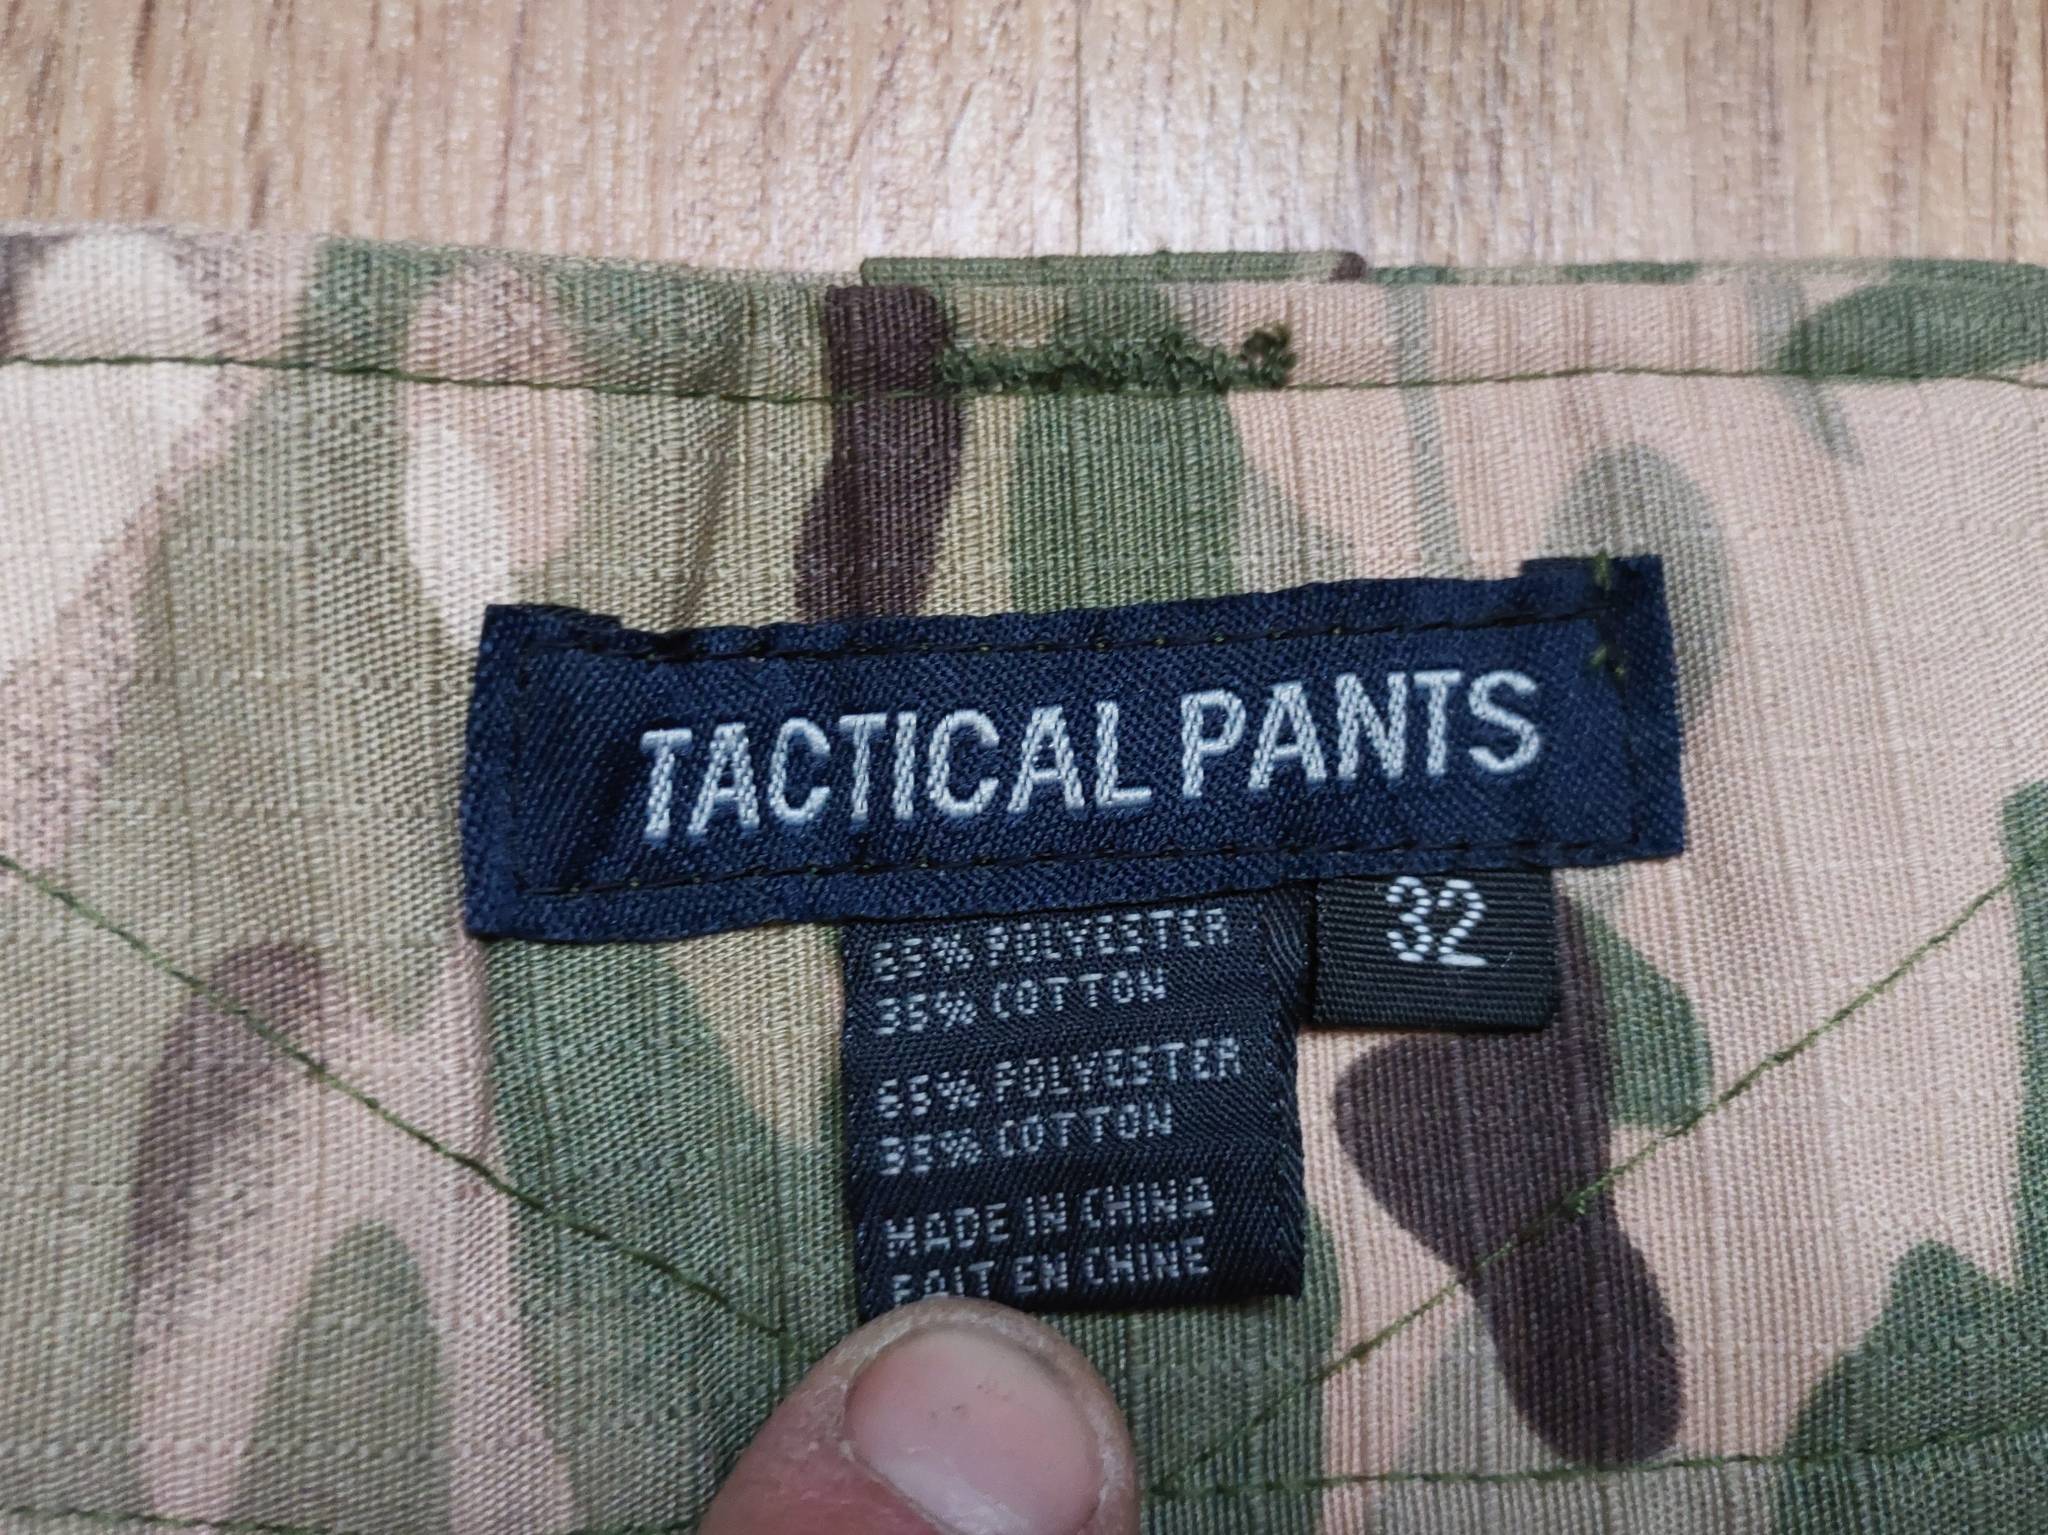 TACTICAL PANTS
32
65% POLYESTER
35% COTTON
65% POLYESTER
35% COTTON
MADE IN CHINA
FAIT EN CHINE